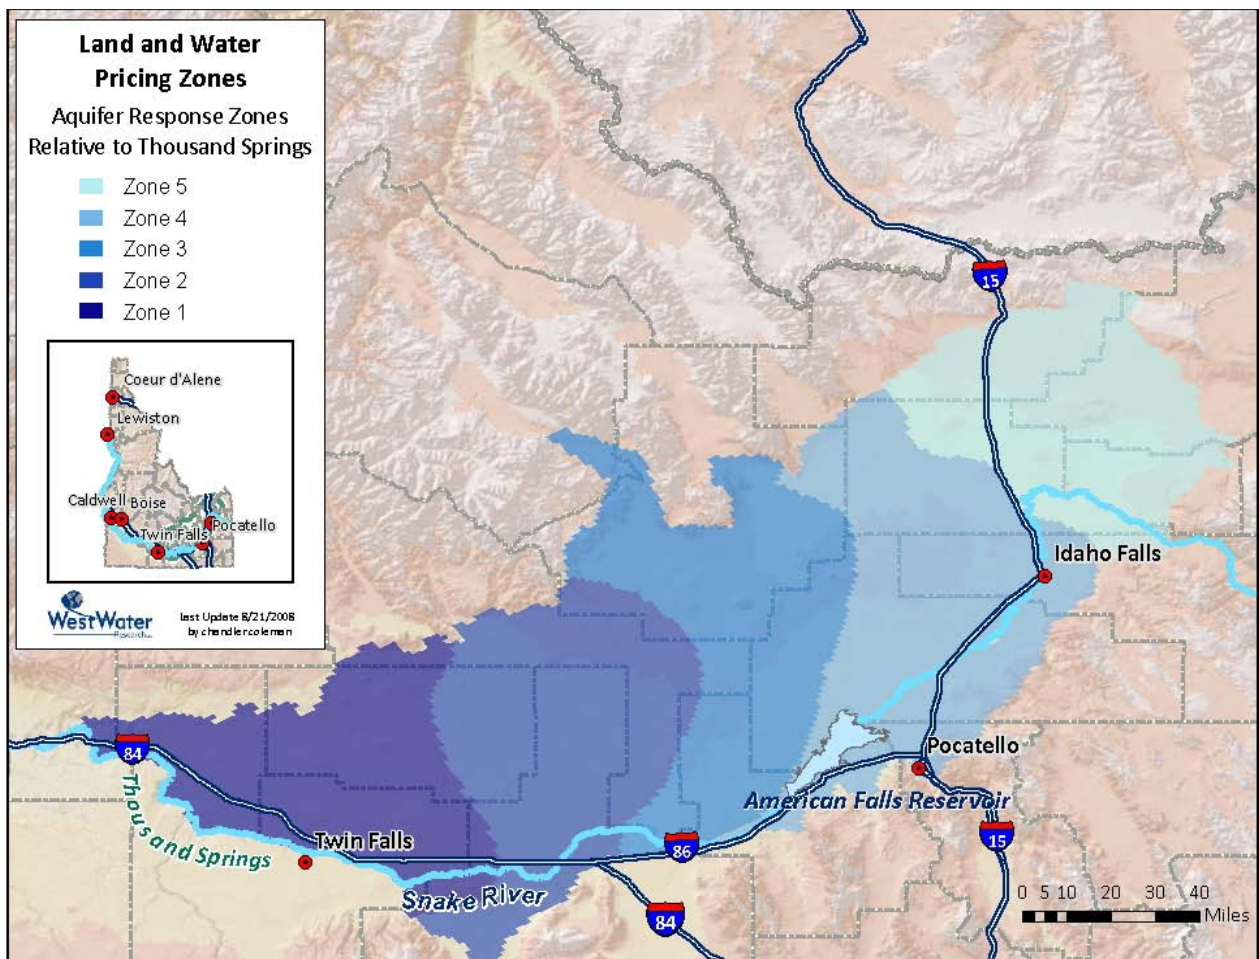 Land and Water
Pricing Zones
Aquifer Response Zones
Relative to Thousand Springs
Zone 5
Zone 4
Zone 3
Zone 2
Zone 1
Coeur d'Alene
Lewiston
Caldwell
Boise
Twin Falls
Pocatello
WestWater
Research
Last Update 8/21/2008
by chandler.coleman
15
Idaho Falls
84
Thousand Springs
Twin Falls
Snake River
86
84
Pocatello
American Falls Reservoir
15
0 5 10 20 30 40
Miles